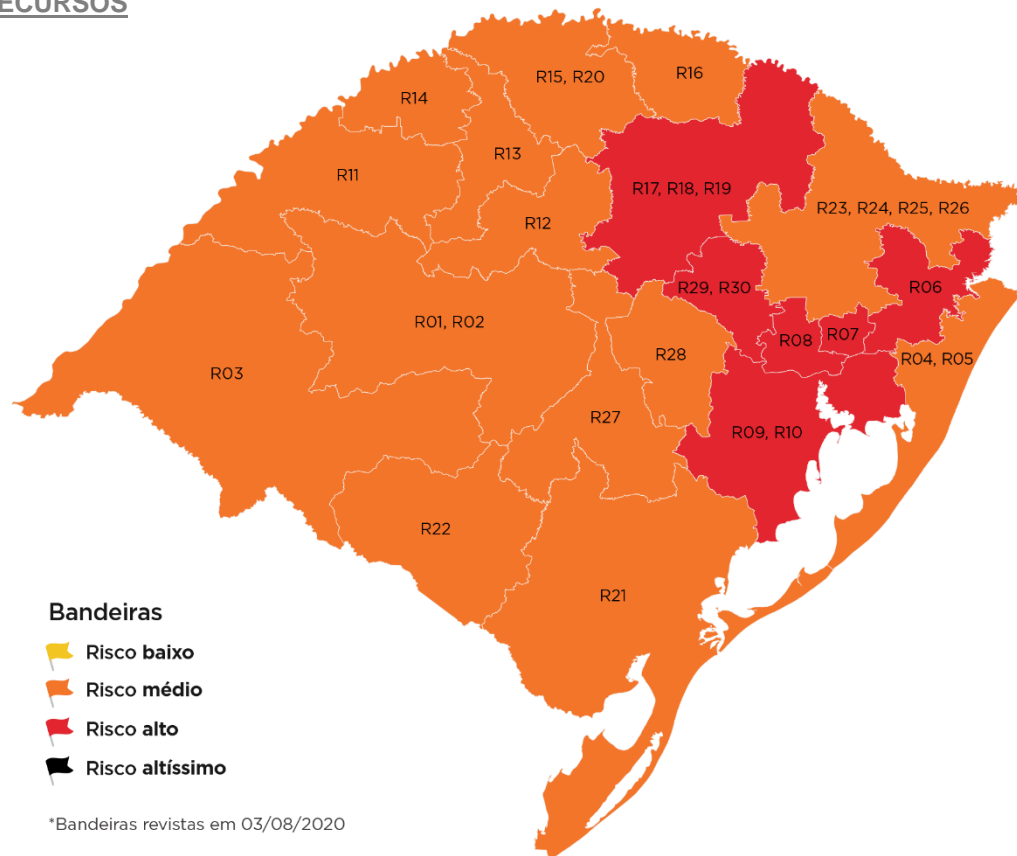 ECURSOS
R15, R20
R16
R14
R13
R11
R17, R18, R19
R12
R23, R24, R25, R26
R29, R30
R06
R01, R02
R08
R07
R28
R04, R05
R03
R27
R09, R10
R22
R21
Bandeiras
Risco baixo
Risco médio
Risco alto
Risco altíssimo
*Bandeiras revistas em 03/08/2020